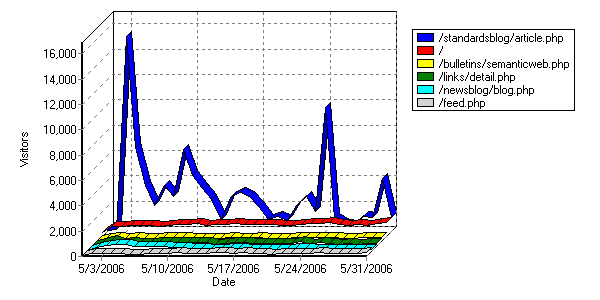 16,000
14,000
12,000
10,000
8,000
6,000
4,000
2,000
0
Visitors
5/3/2006 5/10/2006 5/17/2006 5/24/2006 5/31/2006
Date
/standardsblog/article.php
/
/bulletins/semanticweb.php
/links/detail.php
/newsblog/blog.php
/feed.php